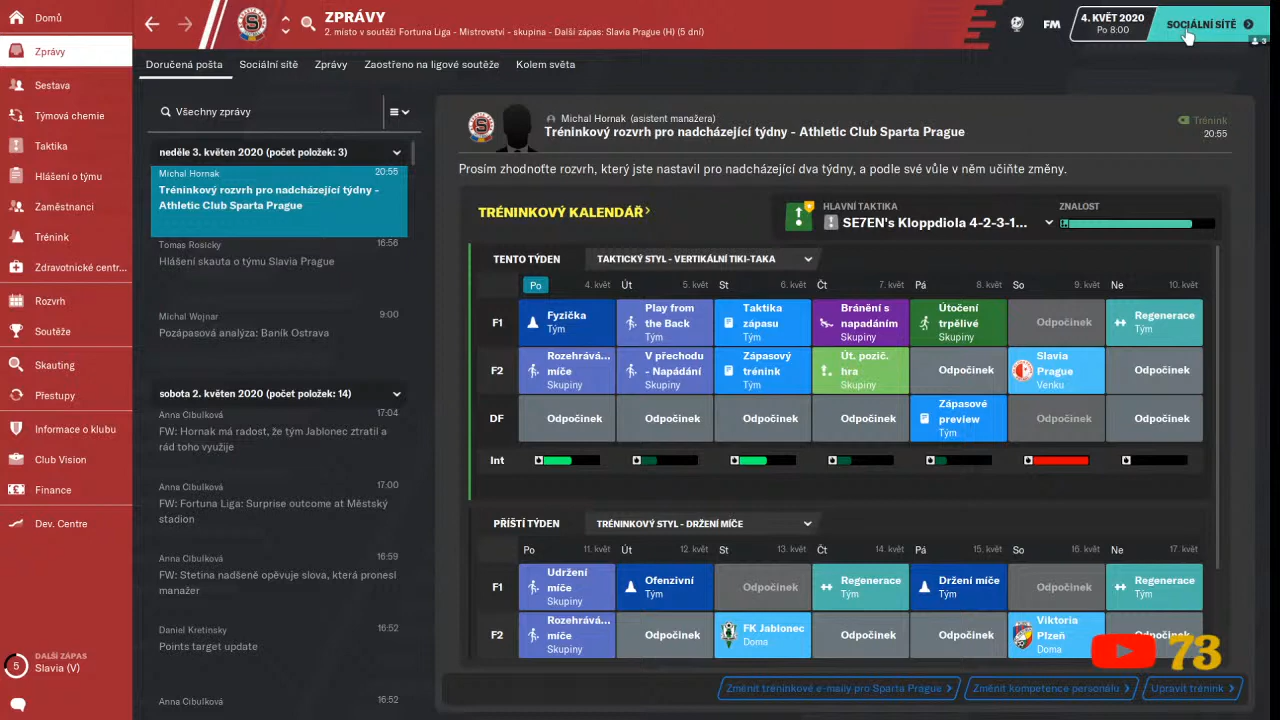 Domů
Zprávy
Sestava
Týmová chemie
Taktika
Hlášení o týmu
Zaměstnanci
Trénink
Zdravotnické centr...
Rozvrh
Soutěže
Skauting
Přestupy
Informace o klubu
Club Vision
Finance
Dev. Centre
5
DALŠÍ ZÁPAS
Slavia (V)
ZPRÁVY
2. místo v soutěži Fortuna Liga - Mistrovství - skupina - Další zápas: Slavia Prague (H) (5 dní)
FM
4. KVĚT 2020
Po 8:00
SOCIÁLNÍ SÍTĚ
3
Doručená pošta
Sociální sítě
Zprávy
Zaostřeno na ligové soutěže
Kolem světa
Všechny zprávy
neděle 3. květen 2020 (počet položek: 3)
Michal Hornak 20:55
Tréninkový rozvrh pro nadcházející týdny -
Athletic Club Sparta Prague
Tomas Rosicky 16:56
Hlášení skauta o týmu Slavia Prague
Michal Wojnar 9:00
Pozápasová analýza: Baník Ostrava
sobota 2. květen 2020 (počet položek: 14)
Anna Cibulková 17:04
FW: Hornak má radost, že tým Jablonec ztratil a
rád toho využije
Anna Cibulková 17:00
FW: Fortuna Liga: Surprise outcome at Městský
stadion
Anna Cibulková 16:59
FW: Stetina nadšeně opěvuje slova, která pronesl
manažer
Daniel Kretinsky 16:52
Points target update
Anna Cibulková 16:52
Michal Hornak (asistent manažera)
Tréninkový rozvrh pro nadcházející týdny - Athletic Club Sparta Prague
Trénink
20:55
Prosím zhodnoťte rozvrh, který jste nastavil pro nadcházející dva týdny, a podle své vůle v něm učiňte změny.
TRÉNINKOVÝ KALENDÁŘ
HLAVNÍ TAKTIKA
SE7EN's Kloppdiola 4-2-3-1...
ZNALOST
TENTO TÝDEN
TAKTICKÝ STYL - VERTIKÁLNÍ TIKI-TAKA
Po 4. květ Út 5. květ St 6. květ Čt 7. květ Pá 8. květ So 9. květ Ne 10. květ
F1
Fyzička
Tým
Play from
the Back
Tým
Taktika
zápasu
Tým
Bránění s
napadáním
Skupiny
Útočení
trpělivé
Skupiny
Odpočinek
Regenerace
Tým
F2
Rozehrává...
míče
Skupiny
V přechodu
- Napádání
Skupiny
Zápasový
trénink
Tým
Út. pozič.
hra
Skupiny
Odpočinek
Slavia
Prague
Venku
Odpočinek
DF
Odpočinek
Odpočinek
Odpočinek
Odpočinek
Zápasové
preview
Tým
Odpočinek
Odpočinek
Int
PŘÍŠTÍ TÝDEN
TRÉNINKOVÝ STYL - DRŽENÍ MÍČE
Po 11. květ Út 12. květ St 13. květ Čt 14. květ Pá 15. květ So 16. květ Ne 17. květ
F1
Udržení
míče
Skupiny
Ofenzivní
Tým
Odpočinek
Regenerace
Tým
Držení míče
Tým
Odpočinek
Regenerace
Tým
F2
Rozehrává...
míče
Skupiny
Odpočinek
FK Jablonec
Doma
Odpočinek
Odpočinek
Viktoria
Plzeň
Doma
Odpočinek
73
Změnit tréninkové e-maily pro Sparta Prague
Změnit kompetence personálu
Upravit trénink